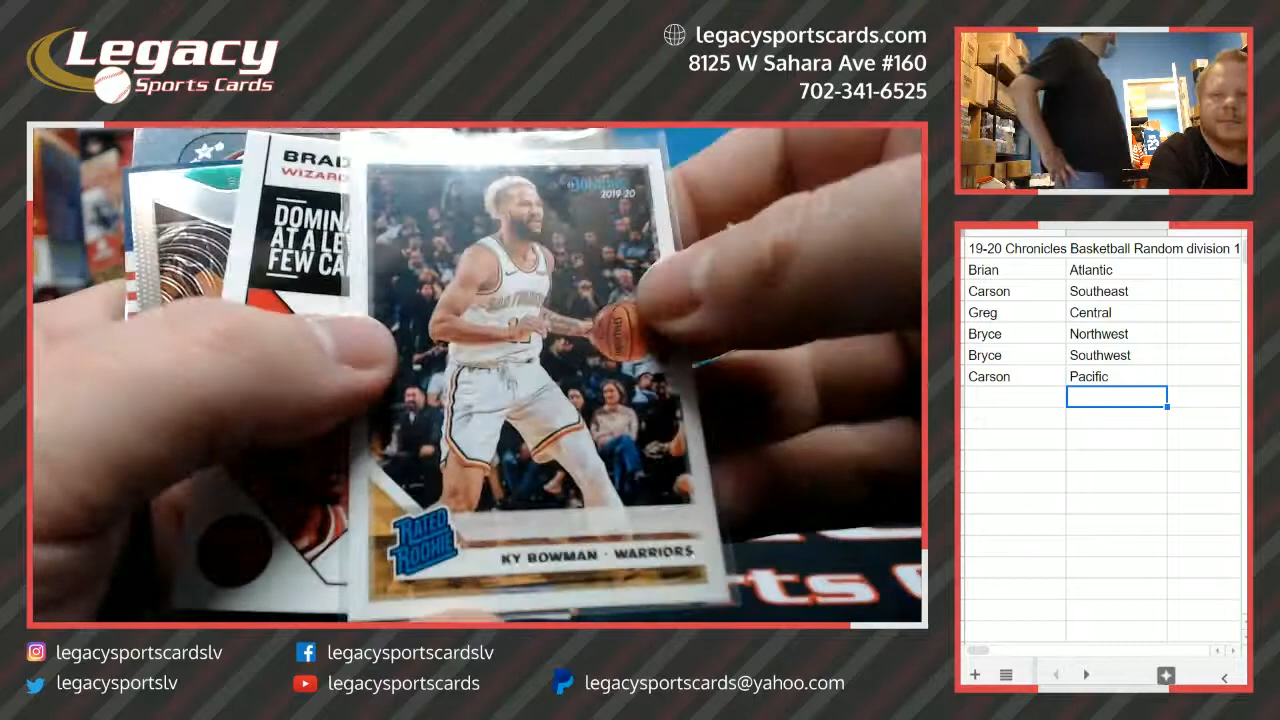 Legacy
Sports Cards
legacysportscards.com
8125 W Sahara Ave #160
702-341-6525
BRAD
WIZARD
DOMINA
AT A LE
FEW CA
2019-20
RATED
ROOKIE
KY BOWMAN · WARRIORS
rts C
19-20 Chronicles Basketball Random division 1
Brian Atlantic
Carson Southeast
Greg Central
Bryce Northwest
Bryce Southwest
Carson Pacific
legacysportscardslv
legacysportscardslv
legacysportslv
legacysportscards
legacysportscards@yahoo.com